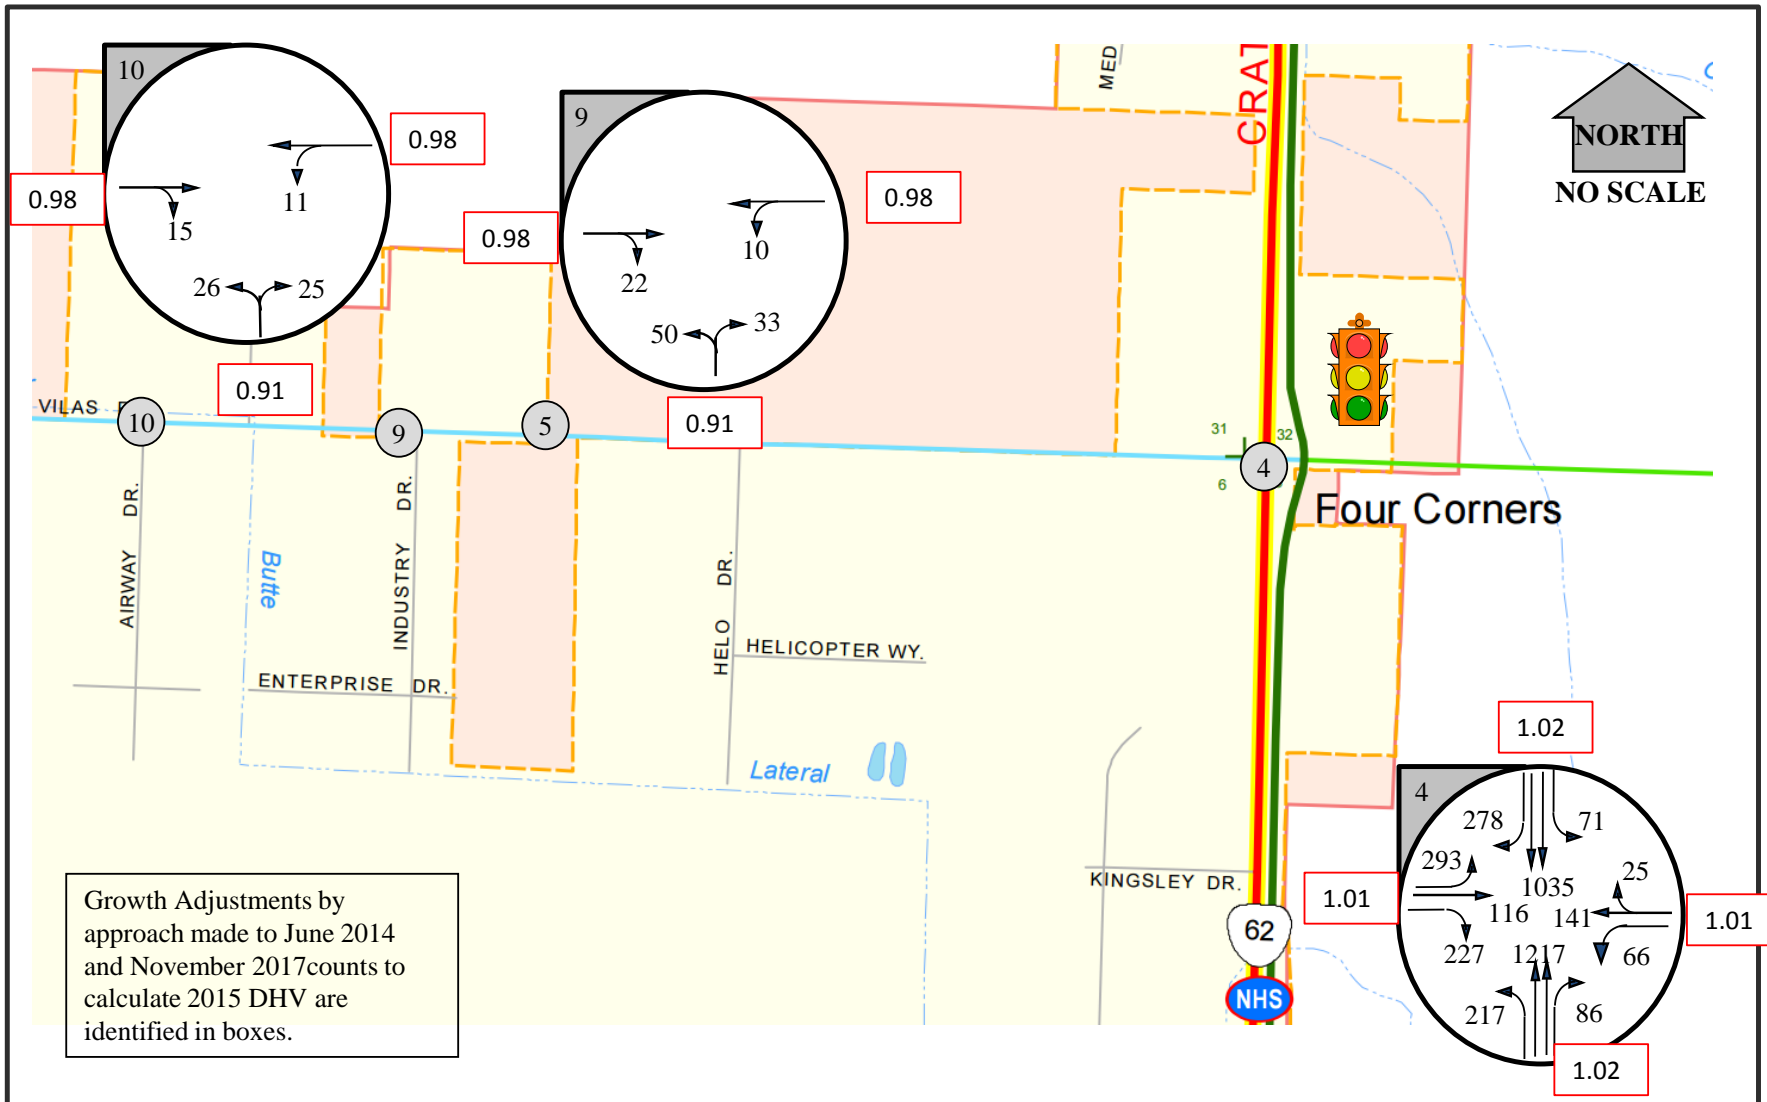 10
0.98
0.98
11
15
26
25
0.91
9
0.98
0.98
10
22
50
33
0.91
MED
CRAT
NORTH
NO SCALE
VILAS
10
9
5
31
32
6
4
Four Corners
AIRWAY DR.
Butte
INDUSTRY DR.
HELO DR.
HELICOPTER WY.
ENTERPRISE DR.
Lateral
KINGSLEY DR.
62
NHS
1.02
4
278
71
293
1035
25
1.01
116
141
1.01
227
1217
66
217
86
1.02
Growth Adjustments by
approach made to June 2014
and November 2017counts to
calculate 2015 DHV are
identified in boxes.